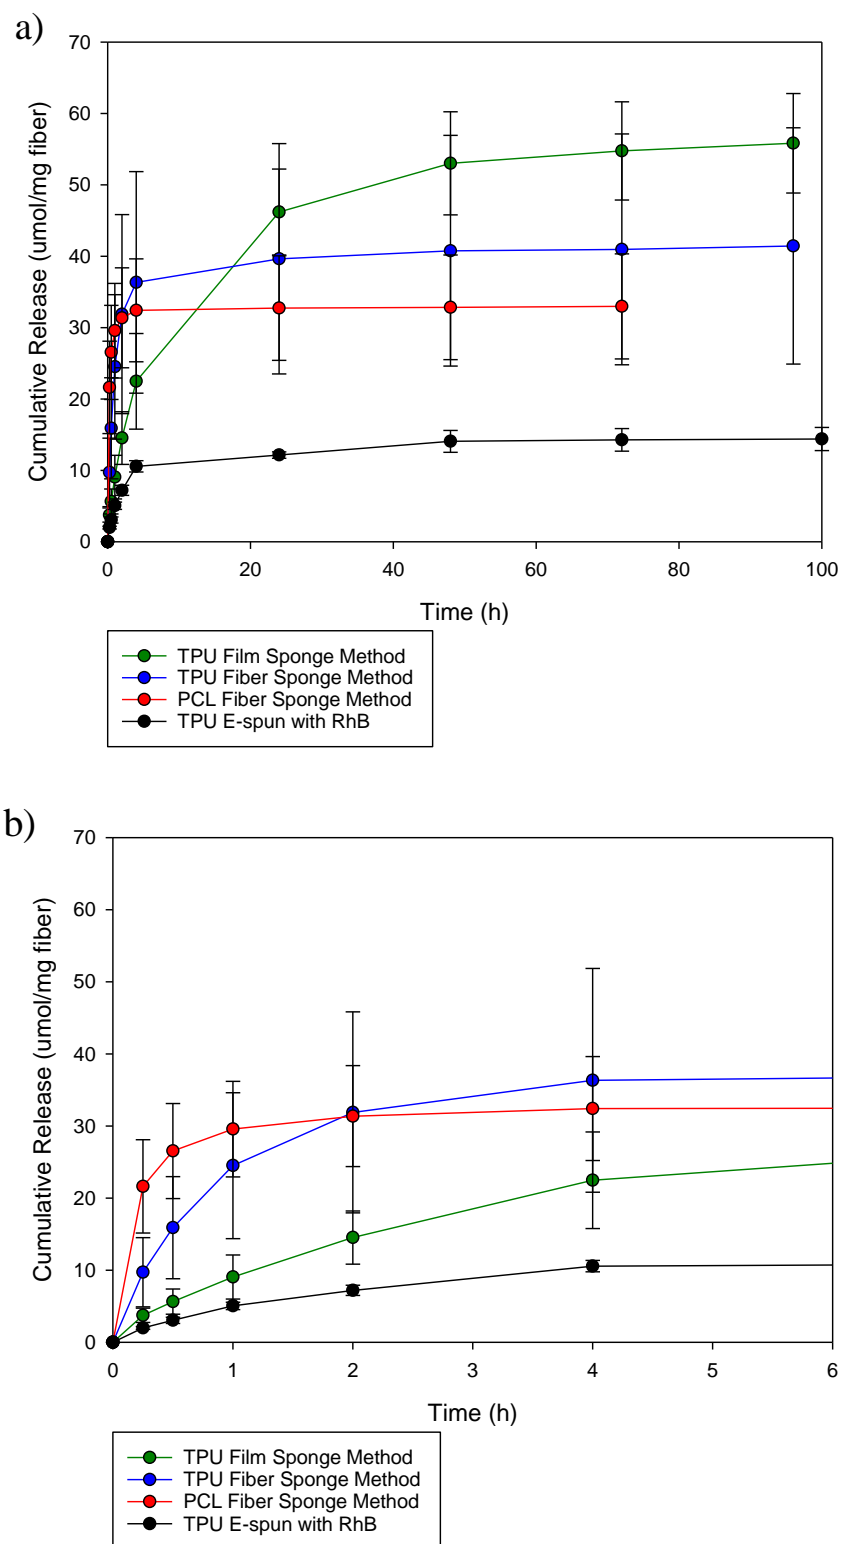 a)
70
60
50
40
30
20
10
0
Cumulative Release (umol/mg fiber)
0 20 40 60 80 100
Time (h)
TPU Film Sponge Method
TPU Fiber Sponge Method
PCL Fiber Sponge Method
TPU E-spun with RhB
b)
70
60
50
40
30
20
10
0
Cumulative Release (umol/mg fiber)
0 1 2 3 4 5 6
Time (h)
TPU Film Sponge Method
TPU Fiber Sponge Method
PCL Fiber Sponge Method
TPU E-spun with RhB